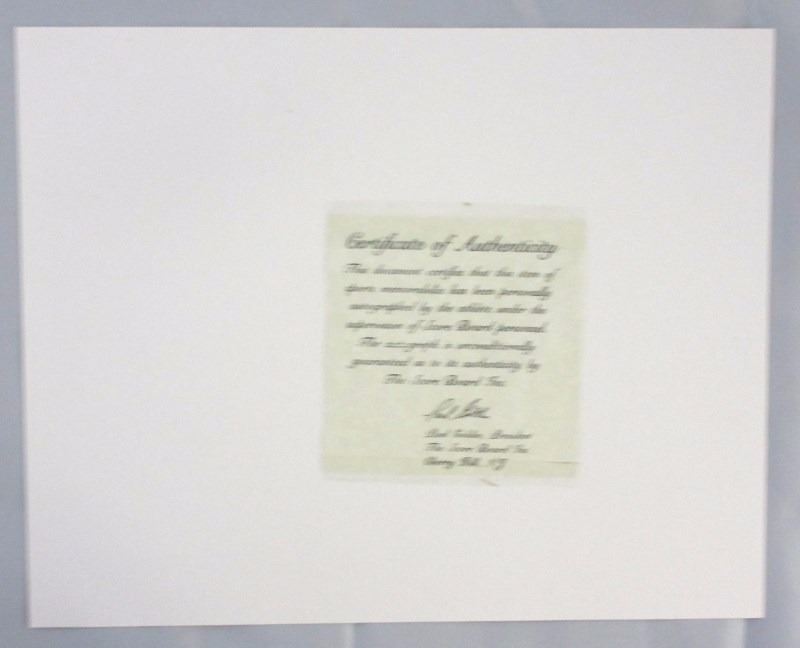 Certificate of Authenticity
This document certifies that this item of
sports memorabilia has been personally
autographed by the athlete under the
supervision of Score Board personnel.
The autograph is unconditionally
guaranteed as to its authenticity by
The Score Board Inc.
President
The Score Board Inc.
Cherry Hill, NJ